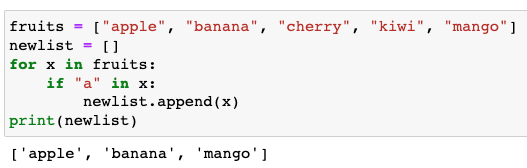 fruits = ["apple", "banana", "cherry", "kiwi", "mango"]
newlist = []
for x in fruits:
    if "a" in x:
        newlist.append(x)
print(newlist)
['apple', 'banana', 'mango']